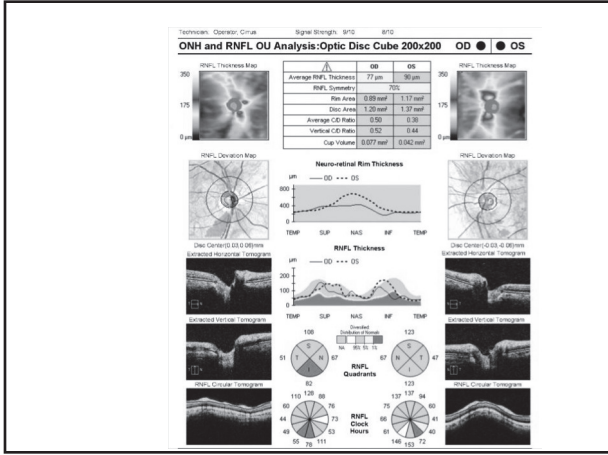 Technician: Operator, Cirrus Signal Strength: 9/10 8/10
ONH and RNFL OU Analysis:Optic Disc Cube 200x200 OD OS
RNFL Thickness Map
350
175
0 µm
OD OS
Average RNFL Thickness 77 µm 90 µm
RNFL Symmetry 70%
Rim Area 0.89 mm² 1.17 mm²
Disc Area 1.20 mm² 1.37 mm²
Average C/D Ratio 0.50 0.38
Vertical C/D Ratio 0.52 0.44
Cup Volume 0.077 mm³ 0.042 mm³
RNFL Thickness Map
350
175
0 µm
RNFL Deviation Map
Disc Center(0.03,0.06)mm
Neuro-retinal Rim Thickness
µm OD OS
800
400
0
TEMP SUP NAS INF TEMP
RNFL Deviation Map
Disc Center(-0.03,-0.06)mm
Extracted Horizontal Tomogram
RNFL Thickness
µm OD OS
200
100
0
TEMP SUP NAS INF TEMP
Extracted Horizontal Tomogram
Extracted Vertical Tomogram
Diversified:
Distribution of Normals
NA 95% 5% 1%
Extracted Vertical Tomogram
108
51 S T N I 67
82
RNFL
Quadrants
123
67 S N T I 47
123
RNFL Circular Tomogram
128
110 88
60 76
44 73
49 53
55 111
78
RNFL
Clock
Hours
137
137 94
75 60
66 41
61 40
146 72
153
RNFL Circular Tomogram